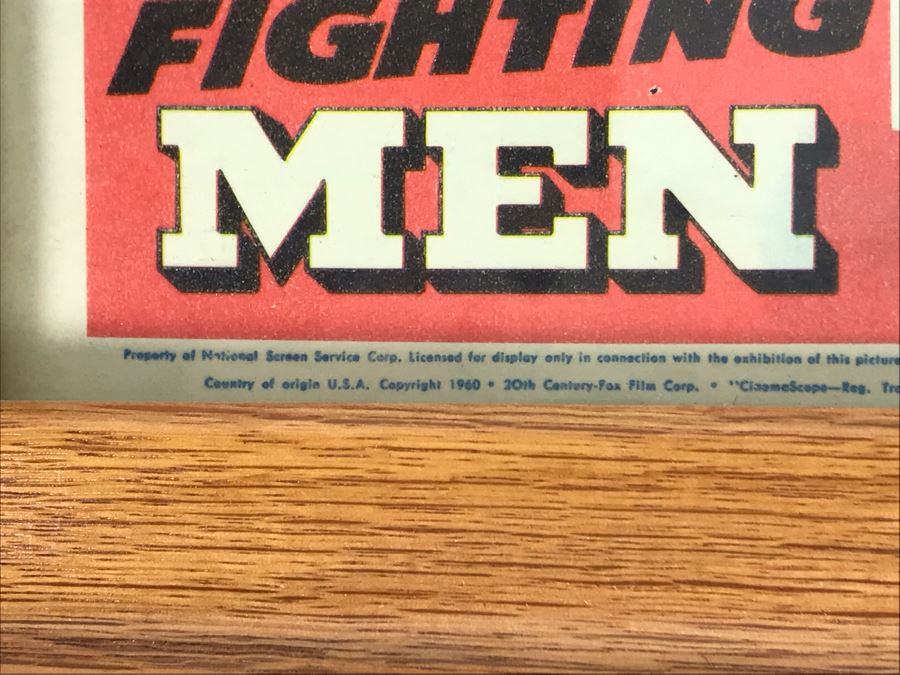 FIGHTING
MEN
Property of National Screen Service Corp. Licensed for display only in connection with the exhibition of this picture
Country of origin U.S.A. Copyright 1960 • 20th Century-Fox Film Corp. • "CinemaScope—Reg. Tra